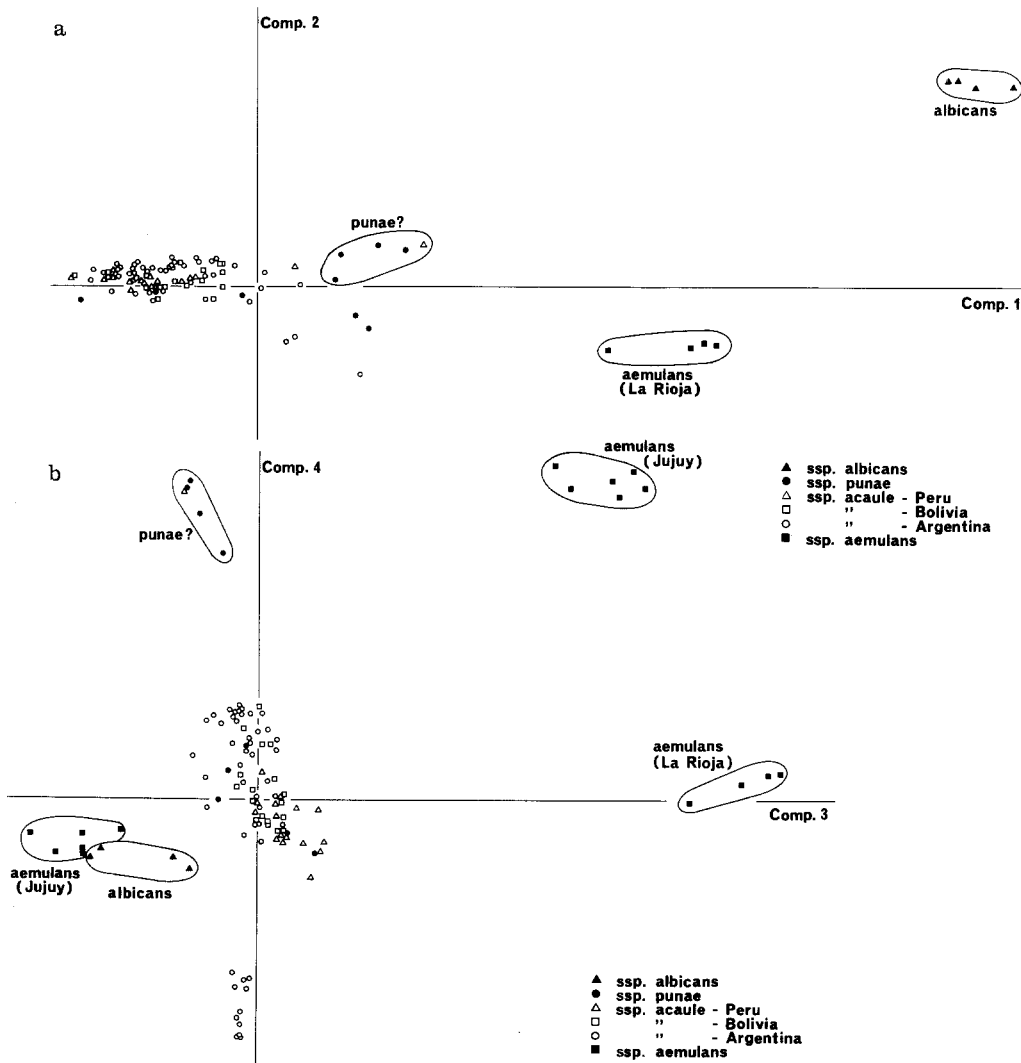 a
Comp. 2
albicans
punae?
Comp. 1
aemulans
(La Rioja)
aemulans
(Jujuy)
ssp. albicans
ssp. punae
ssp. acaule - Peru
" - Bolivia
" - Argentina
ssp. aemulans
b
Comp. 4
punae?
aemulans
(La Rioja)
Comp. 3
aemulans
(Jujuy)
albicans
ssp. albicans
ssp. punae
ssp. acaule - Peru
" - Bolivia
" - Argentina
ssp. aemulans